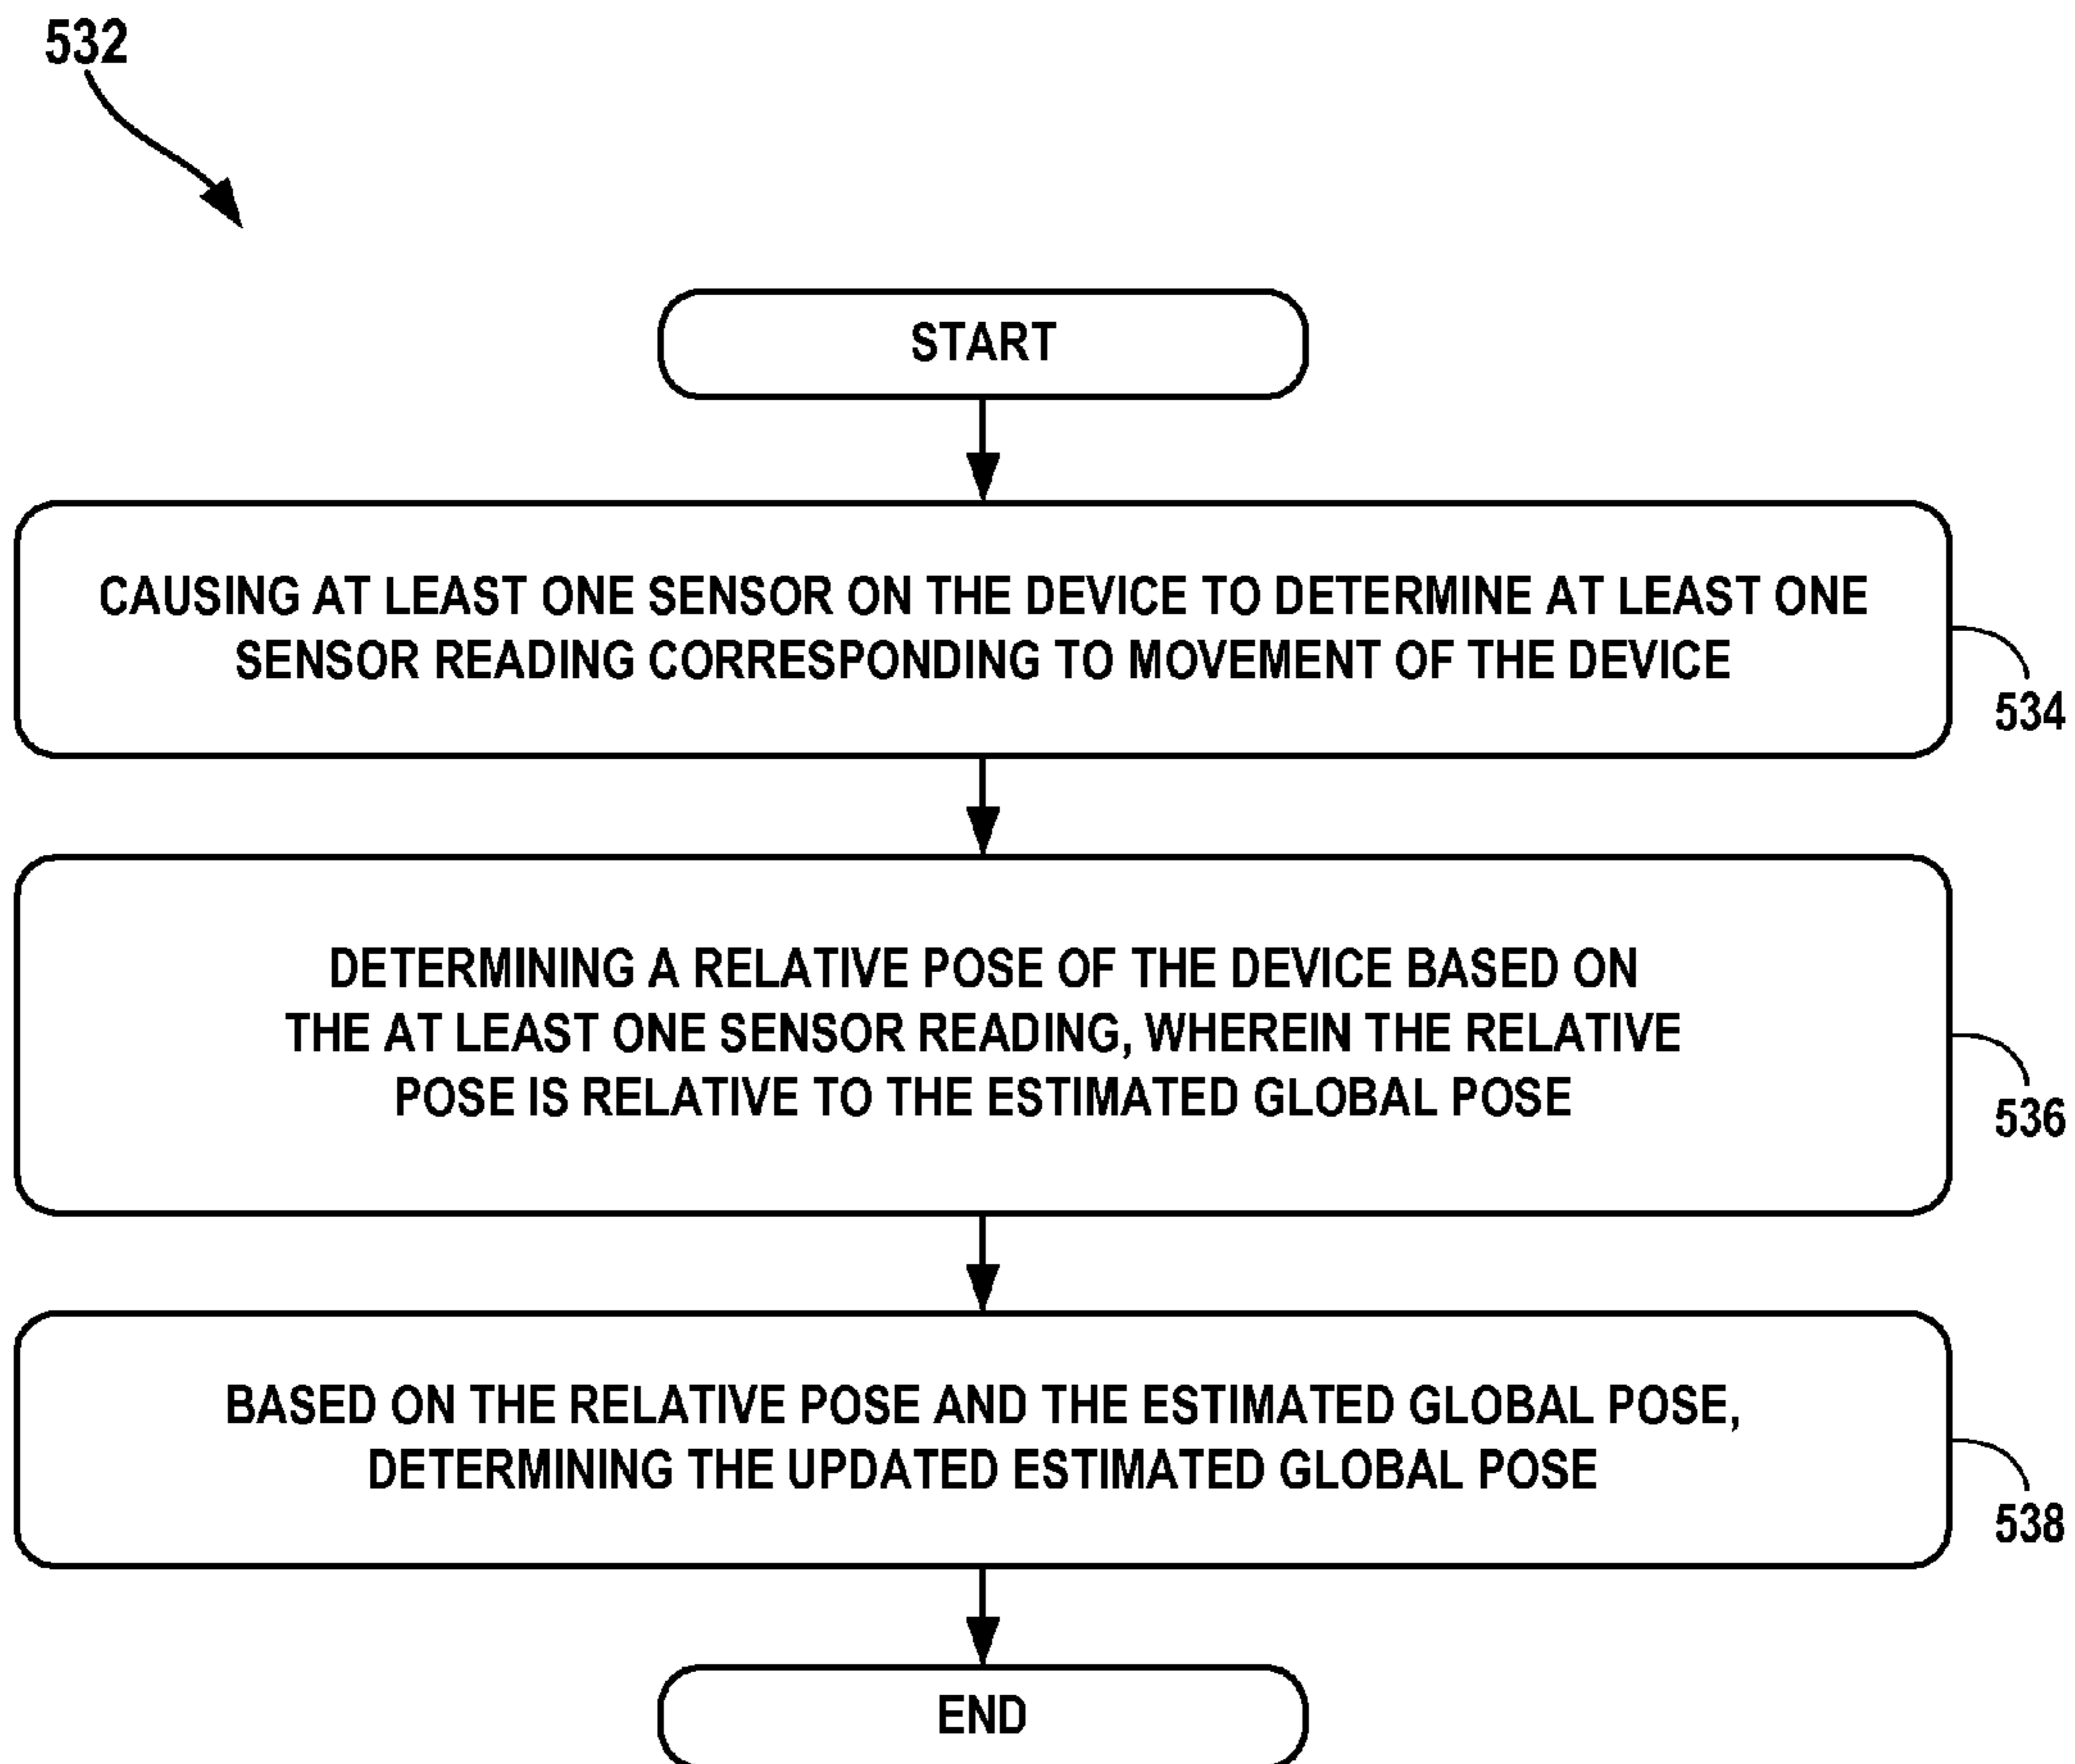 532
START
CAUSING AT LEAST ONE SENSOR ON THE DEVICE TO DETERMINE AT LEAST ONE
SENSOR READING CORRESPONDING TO MOVEMENT OF THE DEVICE
534
DETERMINING A RELATIVE POSE OF THE DEVICE BASED ON
THE AT LEAST ONE SENSOR READING, WHEREIN THE RELATIVE
POSE IS RELATIVE TO THE ESTIMATED GLOBAL POSE
536
BASED ON THE RELATIVE POSE AND THE ESTIMATED GLOBAL POSE,
DETERMINING THE UPDATED ESTIMATED GLOBAL POSE
538
END